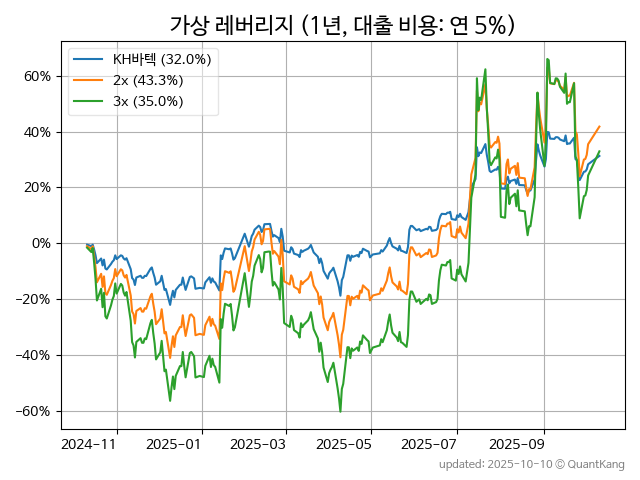 가상 레버리지 (1년, 대출 비용: 연 5%)
KH바텍 (32.0%)
2x (43.3%)
3x (35.0%)
60%
40%
20%
0%
−20%
−40%
−60%
2024-11
2025-01
2025-03
2025-05
2025-07
2025-09
updated: 2025-10-10 © QuantKang